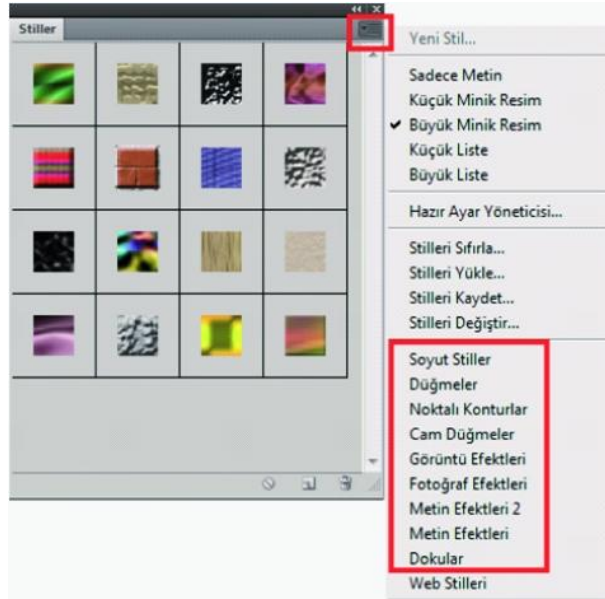 Stiller
Yeni Stil...
Sadece Metin
Küçük Minik Resim
Büyük Minik Resim
Küçük Liste
Büyük Liste
Hazır Ayar Yöneticisi...
Stilleri Sıfırla...
Stilleri Yükle...
Stilleri Kaydet...
Stilleri Değiştir...
Soyut Stiller
Düğmeler
Noktalı Konturlar
Cam Düğmeler
Görüntü Efektleri
Fotoğraf Efektleri
Metin Efektleri 2
Metin Efektleri
Dokular
Web Stilleri